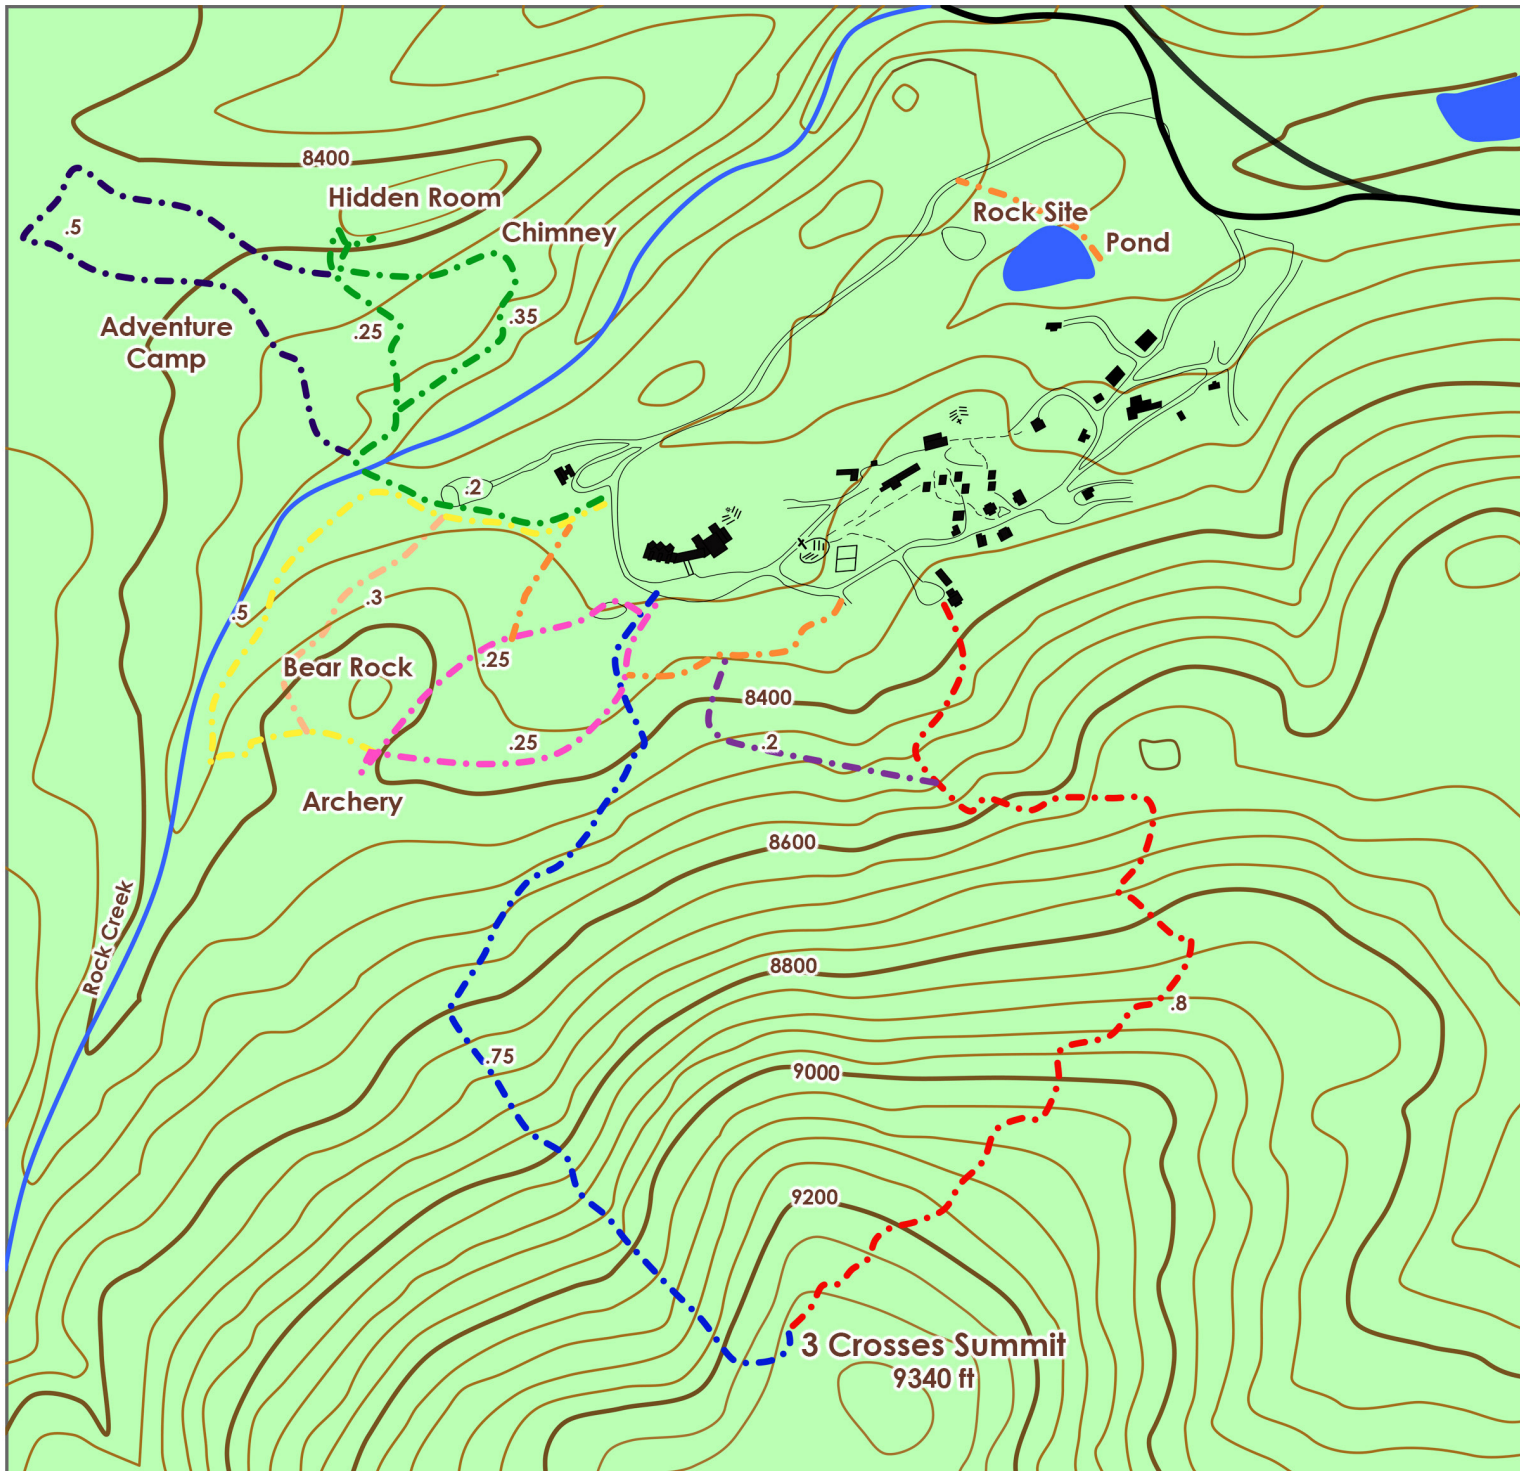 8400
Hidden Room
Chimney
.5
Rock Site
Pond
Adventure
Camp
.25
.35
.2
.3
.5
Bear Rock
.25
8400
.25
.2
Archery
8600
Rock Creek
8800
.8
.75
9000
9200
3 Crosses Summit
9340 ft